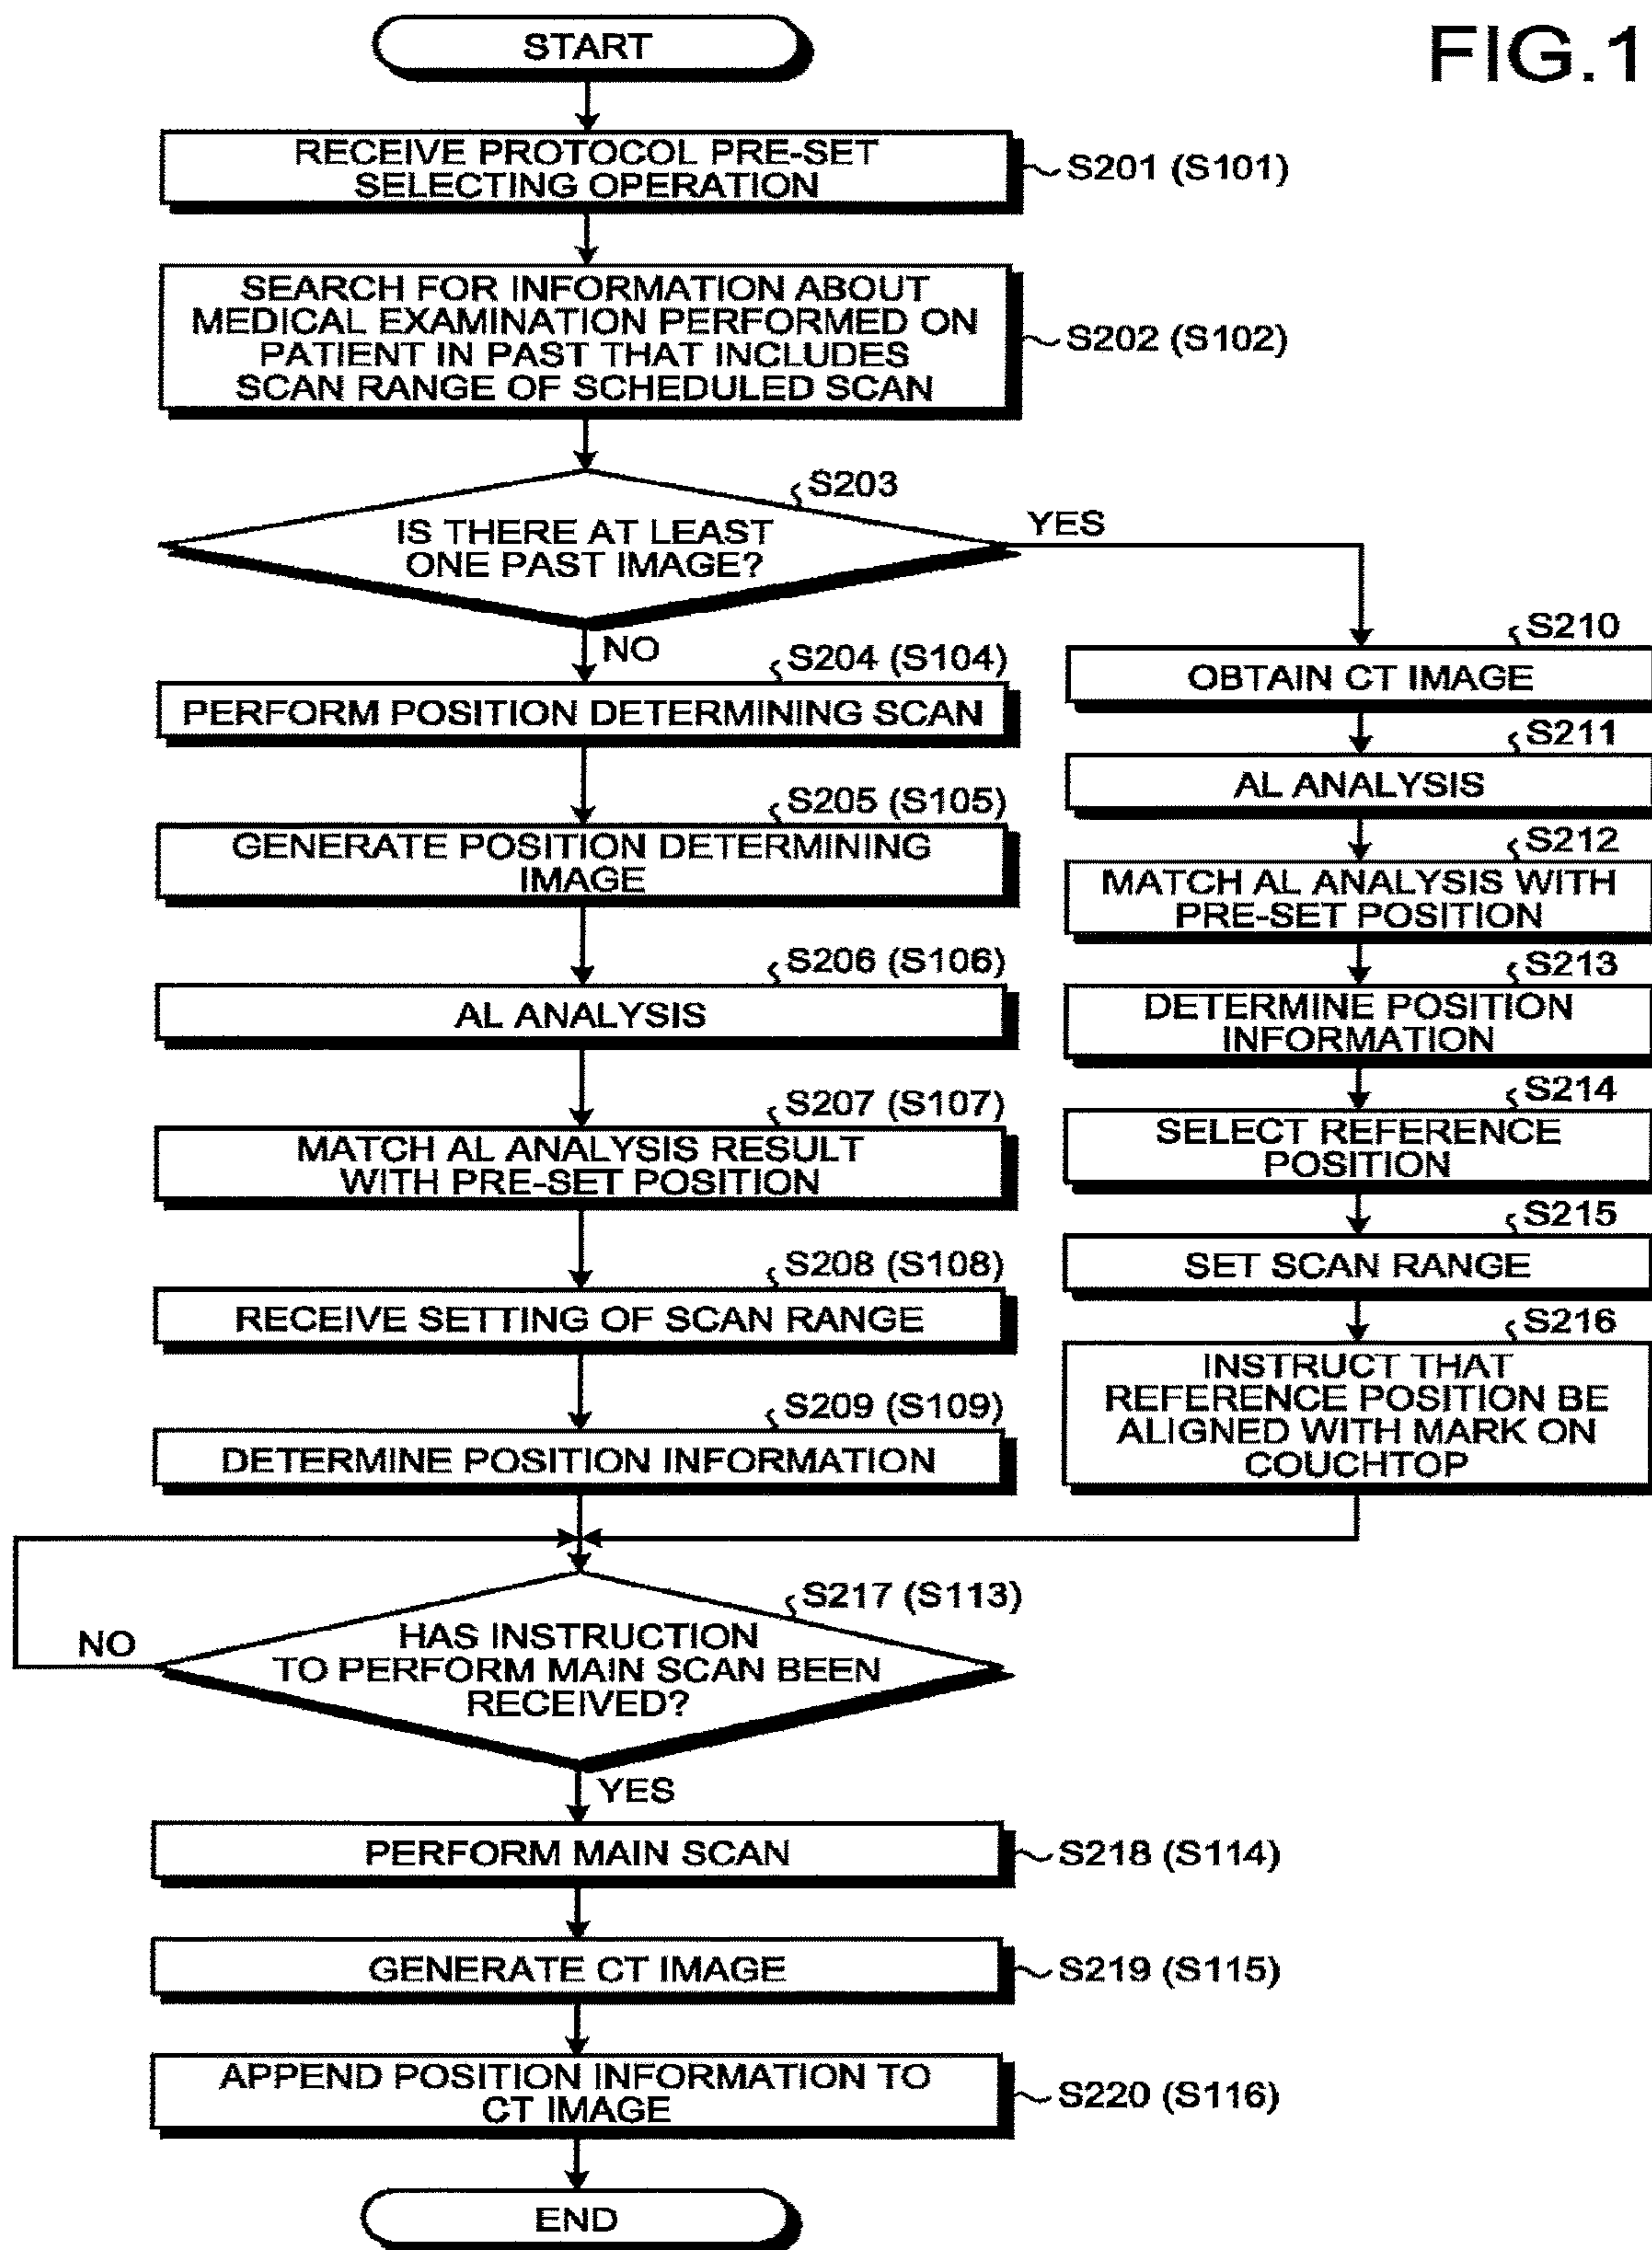 FIG.1
START
RECEIVE PROTOCOL PRE-SET
SELECTING OPERATION
S201 (S101)
SEARCH FOR INFORMATION ABOUT
MEDICAL EXAMINATION PERFORMED ON
PATIENT IN PAST THAT INCLUDES
SCAN RANGE OF SCHEDULED SCAN
S202 (S102)
S203
IS THERE AT LEAST
ONE PAST IMAGE?
YES
NO
S204 (S104)
PERFORM POSITION DETERMINING SCAN
S205 (S105)
GENERATE POSITION DETERMINING
IMAGE
S206 (S106)
AL ANALYSIS
S207 (S107)
MATCH AL ANALYSIS RESULT
WITH PRE-SET POSITION
S208 (S108)
RECEIVE SETTING OF SCAN RANGE
S209 (S109)
DETERMINE POSITION INFORMATION
S210
OBTAIN CT IMAGE
S211
AL ANALYSIS
S212
MATCH AL ANALYSIS WITH
PRE-SET POSITION
S213
DETERMINE POSITION
INFORMATION
S214
SELECT REFERENCE
POSITION
S215
SET SCAN RANGE
S216
INSTRUCT THAT
REFERENCE POSITION BE
ALIGNED WITH MARK ON
COUCHTOP
S217 (S113)
HAS INSTRUCTION
TO PERFORM MAIN SCAN BEEN
RECEIVED?
NO
YES
PERFORM MAIN SCAN
S218 (S114)
GENERATE CT IMAGE
S219 (S115)
APPEND POSITION INFORMATION TO
CT IMAGE
S220 (S116)
END